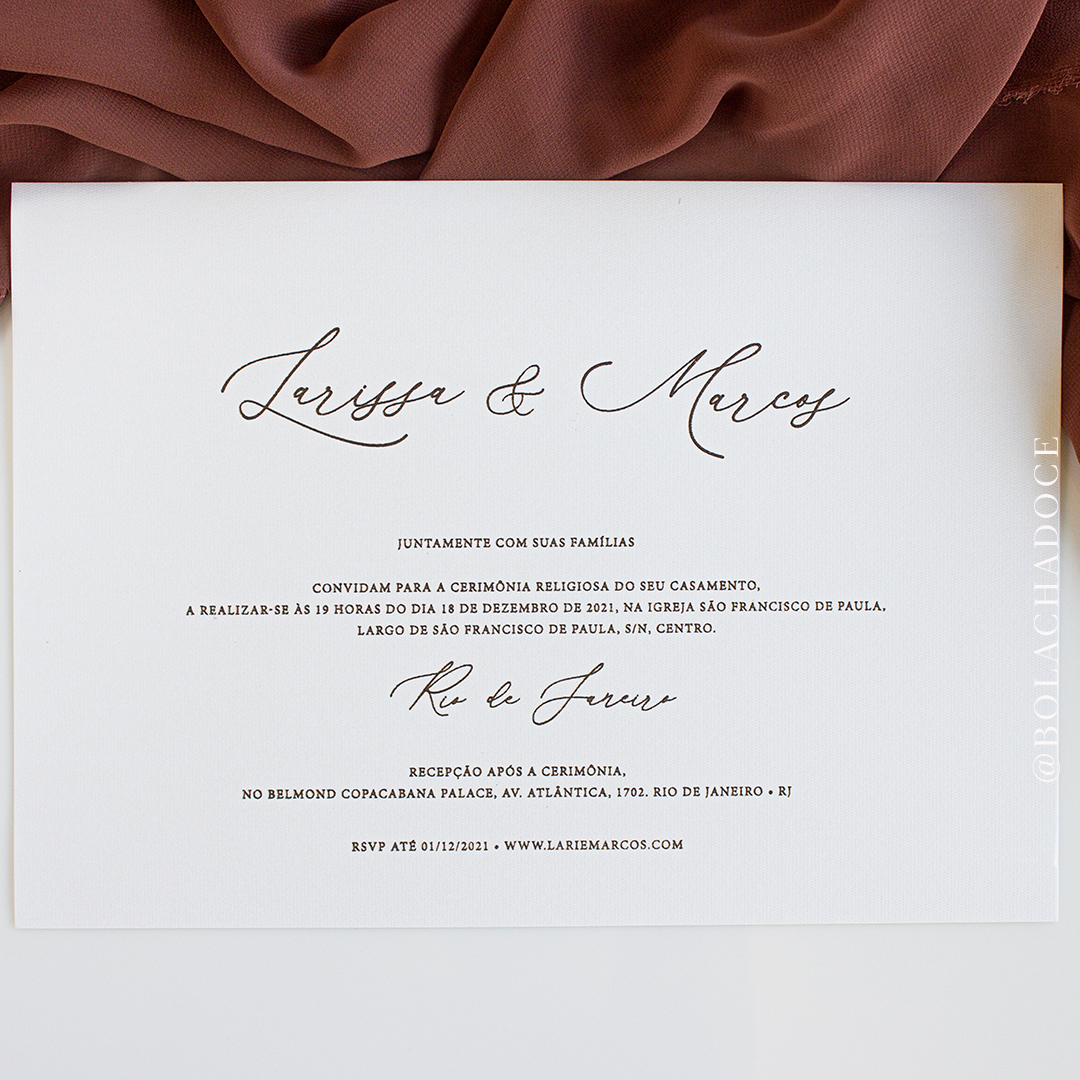 Larissa & Marcos
JUNTAMENTE COM SUAS FAMÍLIAS
CONVIDAM PARA A CERIMÔNIA RELIGIOSA DO SEU CASAMENTO,
A REALIZAR-SE ÀS 19 HORAS DO DIA 18 DE DEZEMBRO DE 2021, NA IGREJA SÃO FRANCISCO DE PAULA,
LARGO DE SÃO FRANCISCO DE PAULA, S/N, CENTRO.
Rio de Janeiro
RECEPÇÃO APÓS A CERIMÔNIA,
NO BELMOND COPACABANA PALACE, AV. ATLÂNTICA, 1702. RIO DE JANEIRO • RJ
RSVP ATÉ 01/12/2021 • WWW.LARIEMARCOS.COM
@BOLACHADOCE